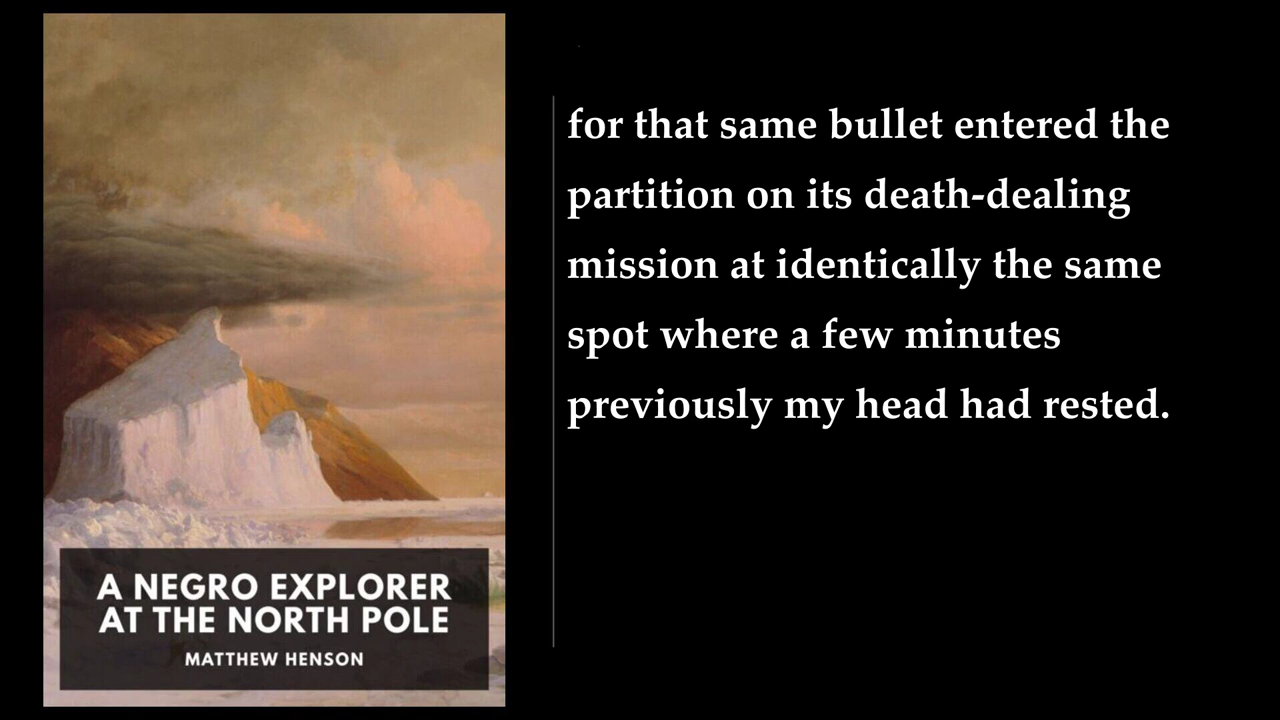 for that same bullet entered the
partition on its death-dealing
mission at identically the same
spot where a few minutes
previously my head had rested.
A NEGRO EXPLORER
AT THE NORTH POLE
MATTHEW HENSON